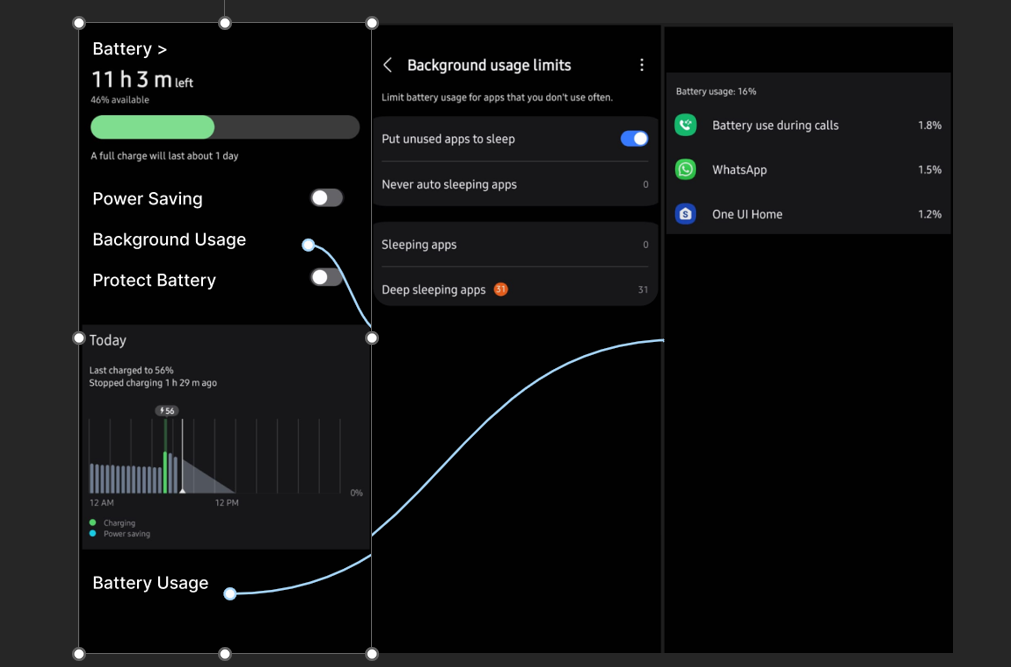 Battery >
11 h 3 m left
46% available
A full charge will last about 1 day
Power Saving
Background Usage
Protect Battery
Today
Last charged to 56%
Stopped charging 1 h 29 m ago
56
0%
12 AM 12 PM
Charging
Power saving
Battery Usage
Background usage limits
Limit battery usage for apps that you don't use often.
Put unused apps to sleep
Never auto sleeping apps 0
Sleeping apps 0
Deep sleeping apps 31 31
Battery usage: 16%
Battery use during calls 1.8%
WhatsApp 1.5%
S
One UI Home 1.2%